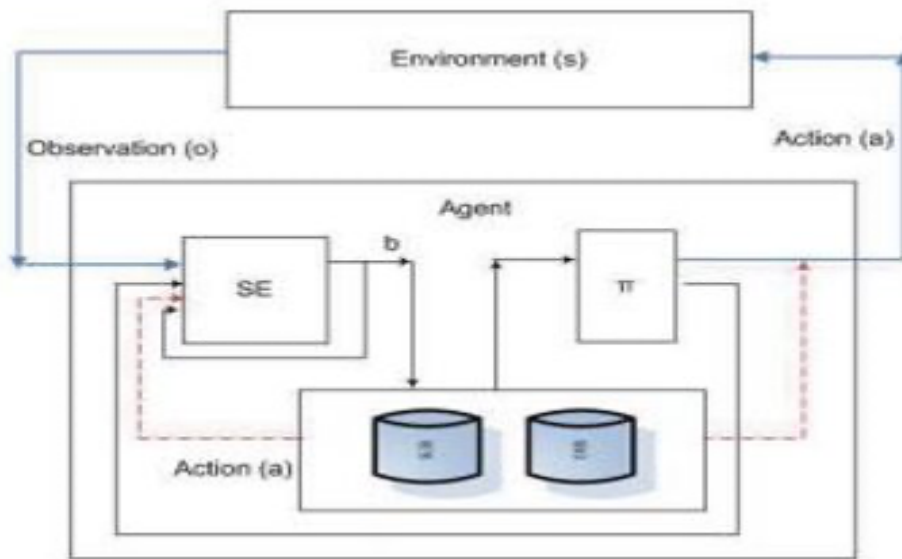 Environment (s)
Observation (o)
Action (a)
Agent
b
SE
π
Action (a)